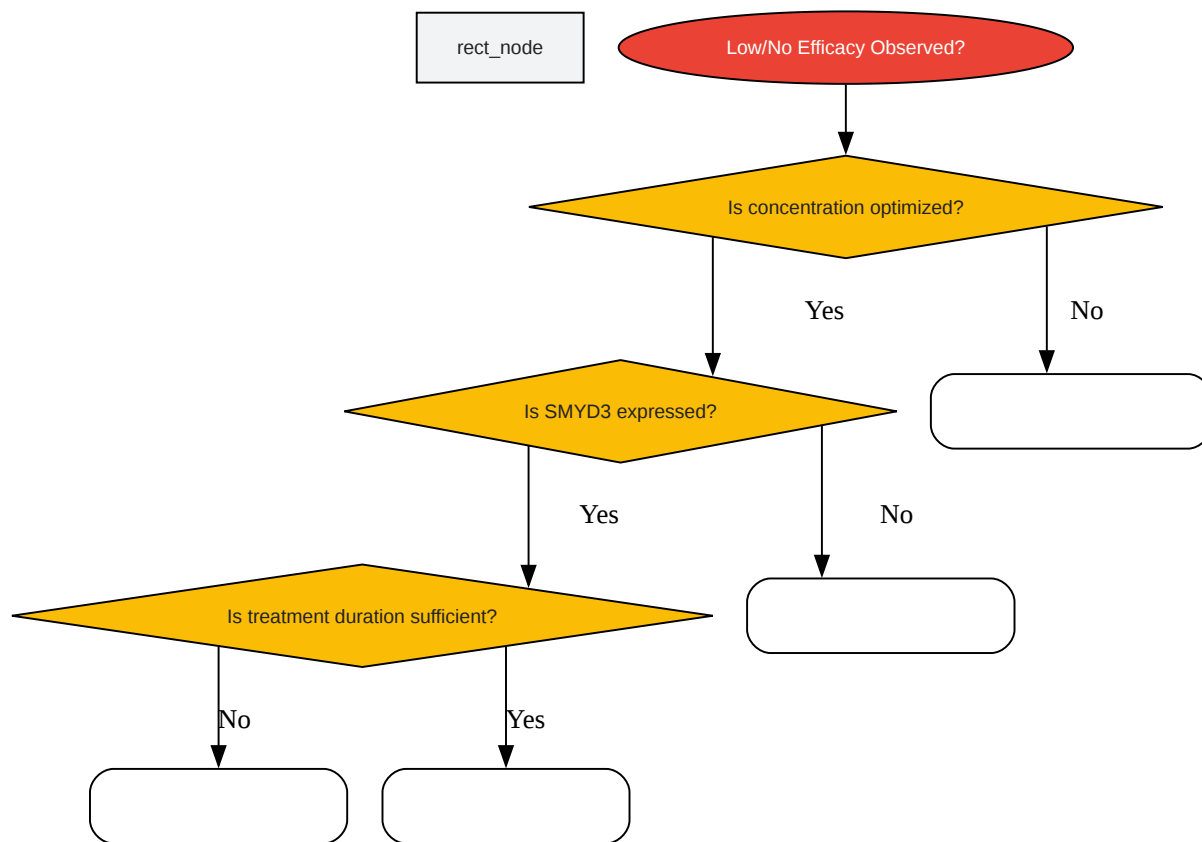 rect_node
Low/No Efficacy Observed?
Is concentration optimized?
Yes
No
Is SMYD3 expressed?
Yes
No
Is treatment duration sufficient?
No
Yes